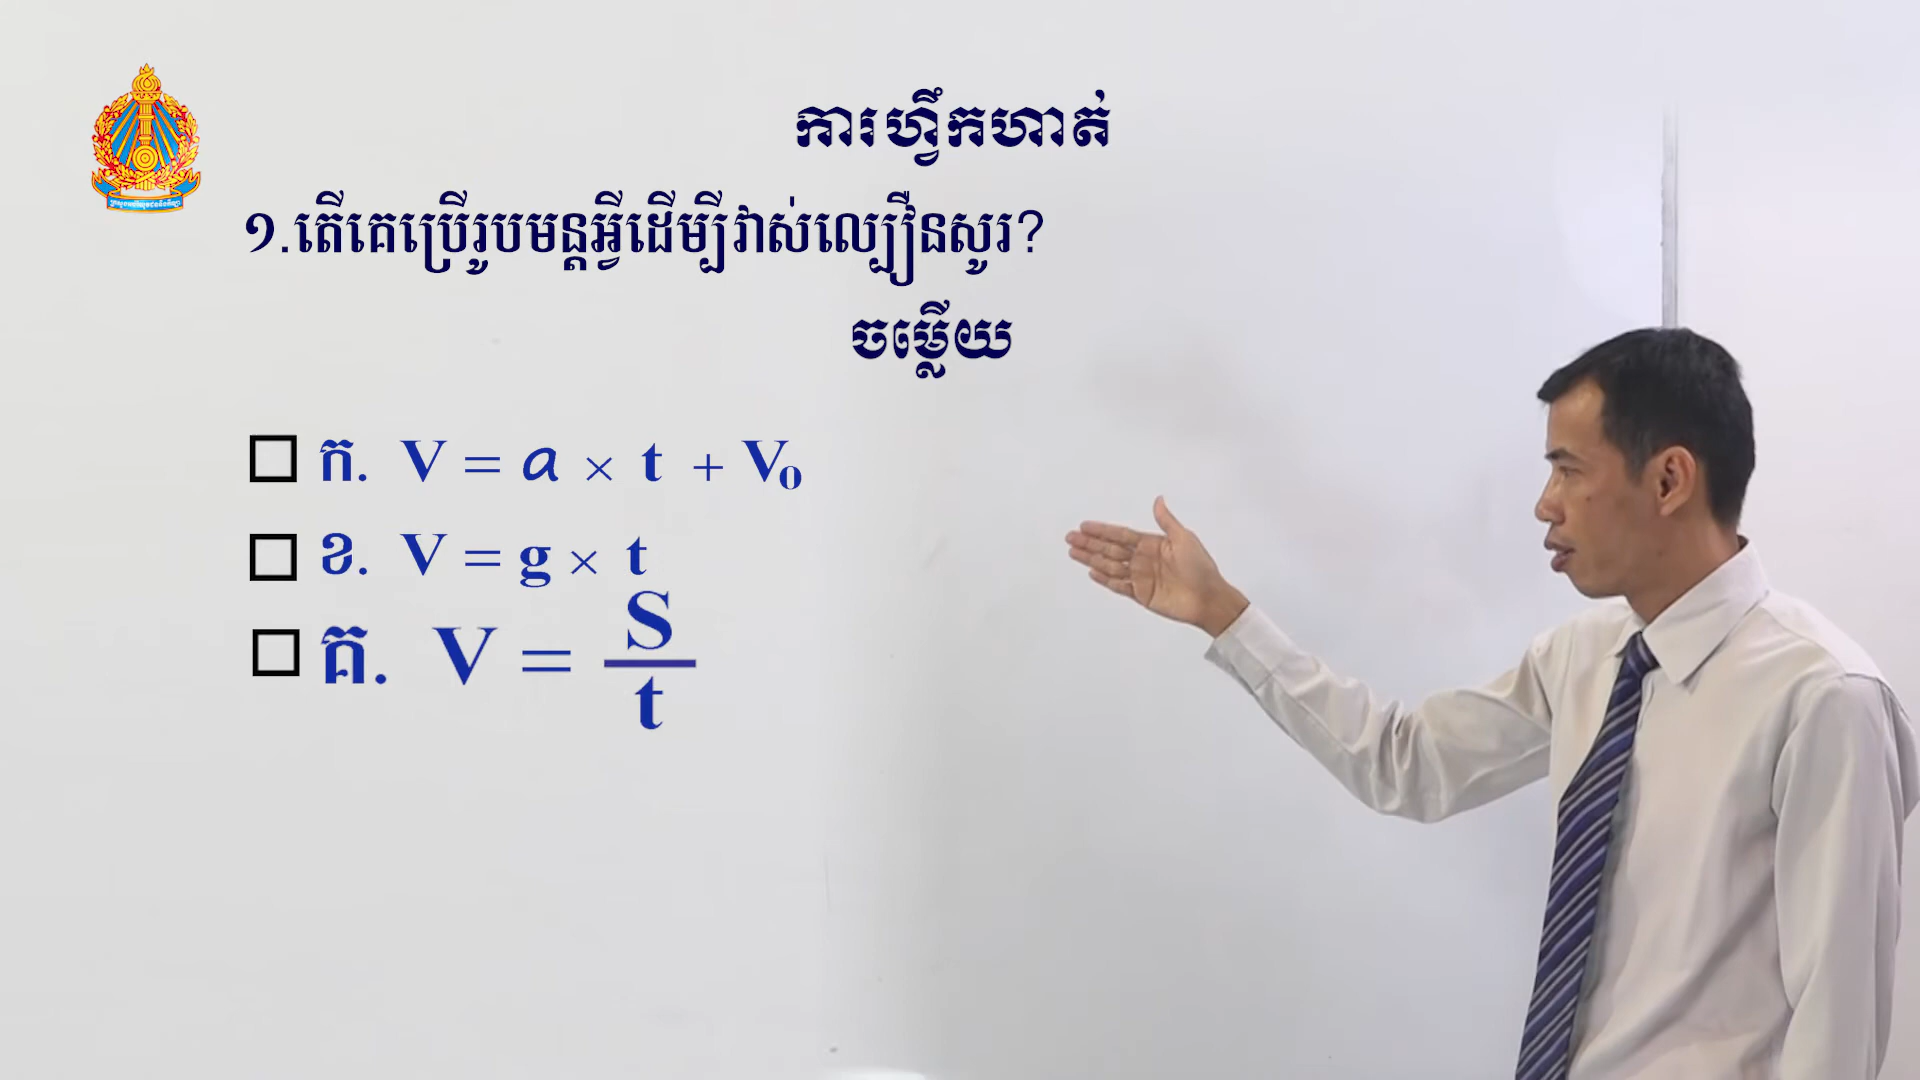 ការហ្វឹកហាត់
១.តើគេប្រើរូបមន្តអ្វីដើម្បីវាស់ល្បឿនសូរ?
ចម្លើយ
ក. V = a × t + V₀
ខ. V = g × t
គ. V = S/t